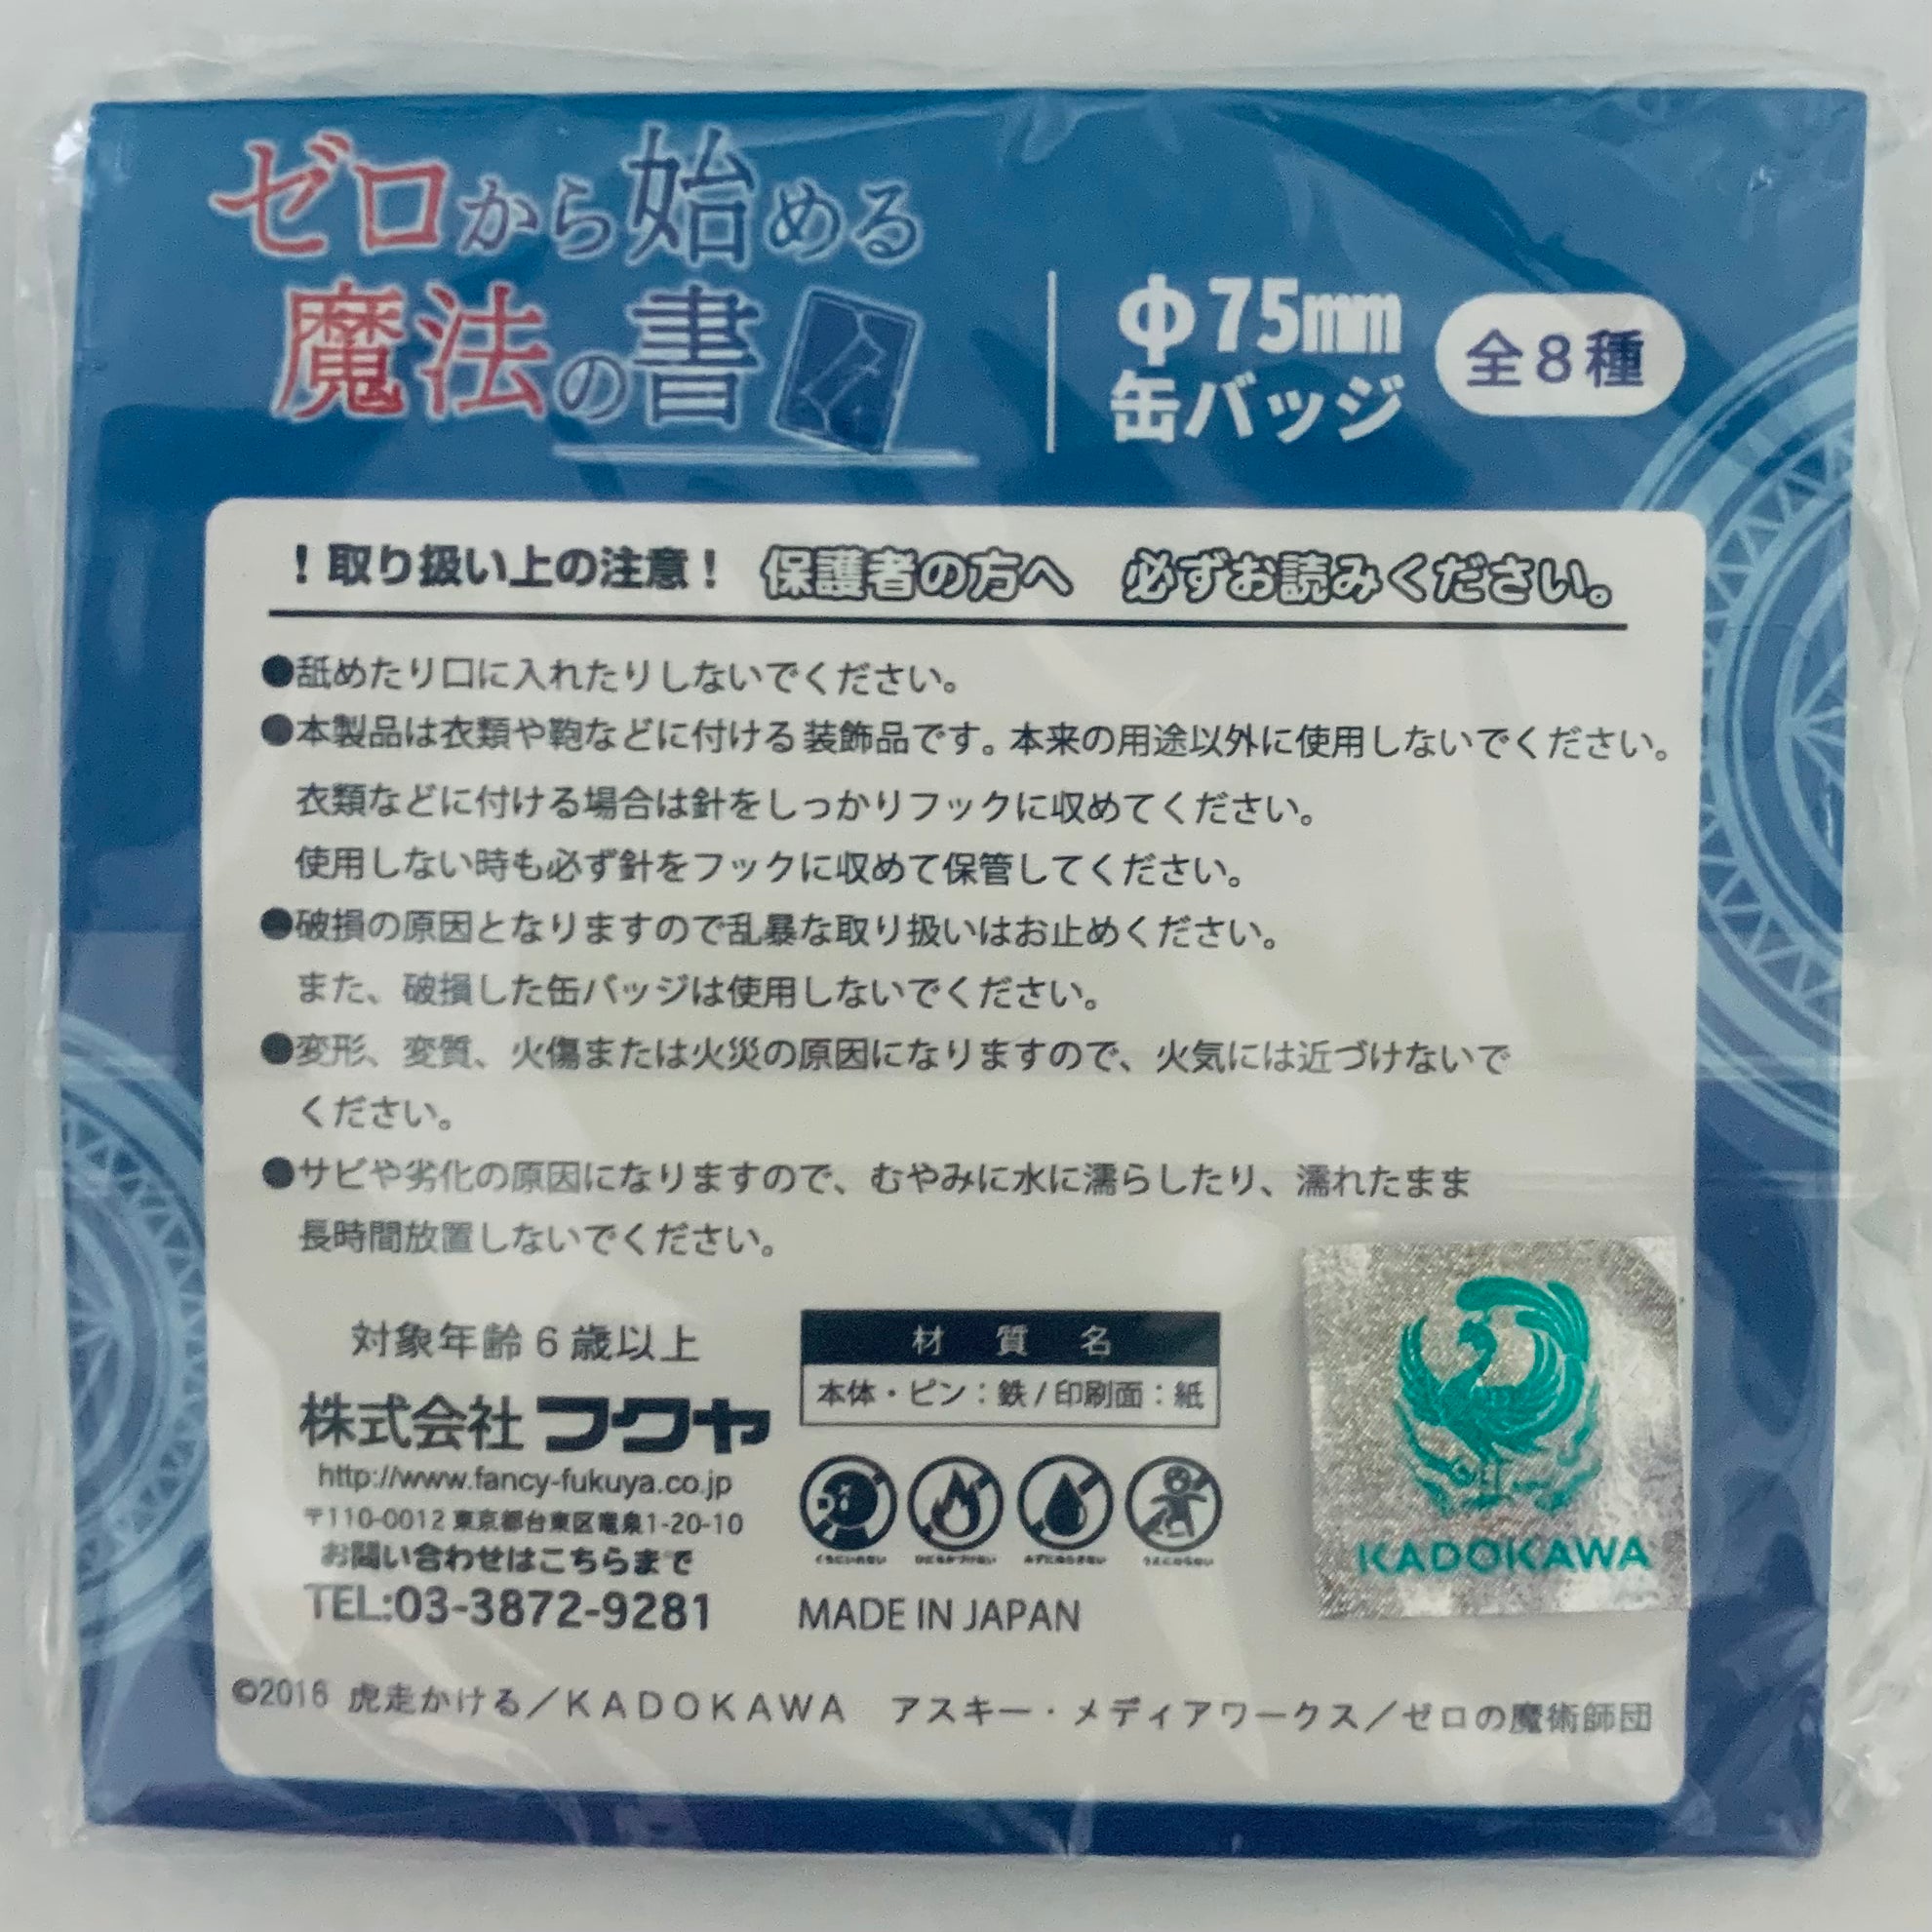 ゼロから始める
魔法の書
Φ75mm
缶バッジ
全8種
！取り扱い上の注意！ 保護者の方へ 必ずお読みください。
●舐めたり口に入れたりしないでください。
●本製品は衣類や鞄などに付ける装飾品です。本来の用途以外に使用しないでください。
衣類などに付ける場合は針をしっかりフックに収めてください。
使用しない時も必ず針をフックに収めて保管してください。
●破損の原因となりますので乱暴な取り扱いはお止めください。
また、破損した缶バッジは使用しないでください。
●変形、変質、火傷または火災の原因になりますので、火気には近づけないで
ください。
●サビや劣化の原因になりますので、むやみに水に濡らしたり、濡れたまま
長時間放置しないでください。
対象年齢6歳以上
株式会社フクヤ
http://www.fancy-fukuya.co.jp
〒110-0012 東京都台東区竜泉1-20-10
お問い合わせはこちらまで
TEL:03-3872-9281
材質名
本体・ピン：鉄/印刷面：紙
MADE IN JAPAN
KADOKAWA
©2016 虎走かける／KADOKAWA アスキー・メディアワークス／ゼロの魔術師団